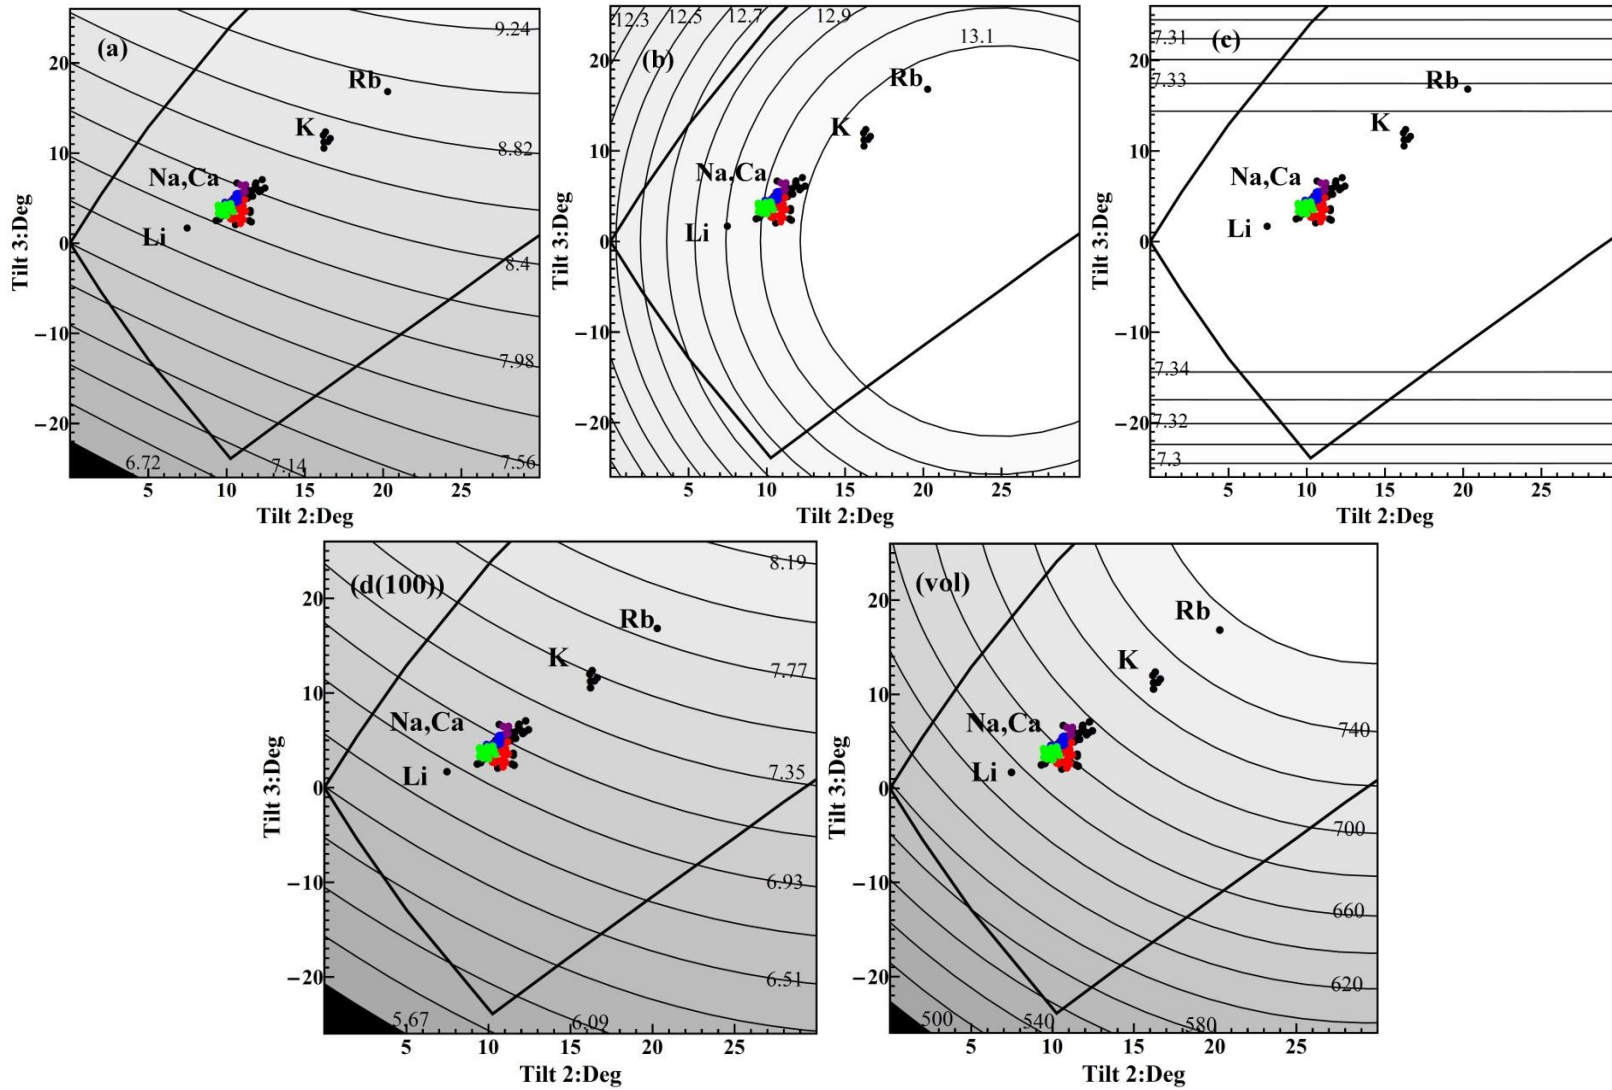 (a)
9.24
20
Rb
K
8.82
10
Na,Ca
Li
0
8.4
7.98
−10
−20
6.72
7.14
7.56
5
10
15
20
25
Tilt 2:Deg
Tilt 3:Deg
12.3
12.5
12.7
12.9
13.1
(b)
20
Rb
K
10
Na,Ca
Li
0
−10
−20
5
10
15
20
25
Tilt 2:Deg
Tilt 3:Deg
7.31
(c)
20
7.33
Rb
K
10
Na,Ca
Li
0
−10
7.34
−20
7.32
7.3
5
10
15
20
25
Tilt 2:Deg
Tilt 3:Deg
8.19
(d(100))
20
Rb
K
7.77
10
Na,Ca
Li
7.35
0
−10
6.93
−20
6.51
5.67
6.09
5
10
15
20
25
Tilt 2:Deg
Tilt 3:Deg
(vol)
20
Rb
K
740
10
Na,Ca
Li
0
700
−10
660
−20
620
500
540
580
5
10
15
20
25
Tilt 2:Deg
Tilt 3:Deg